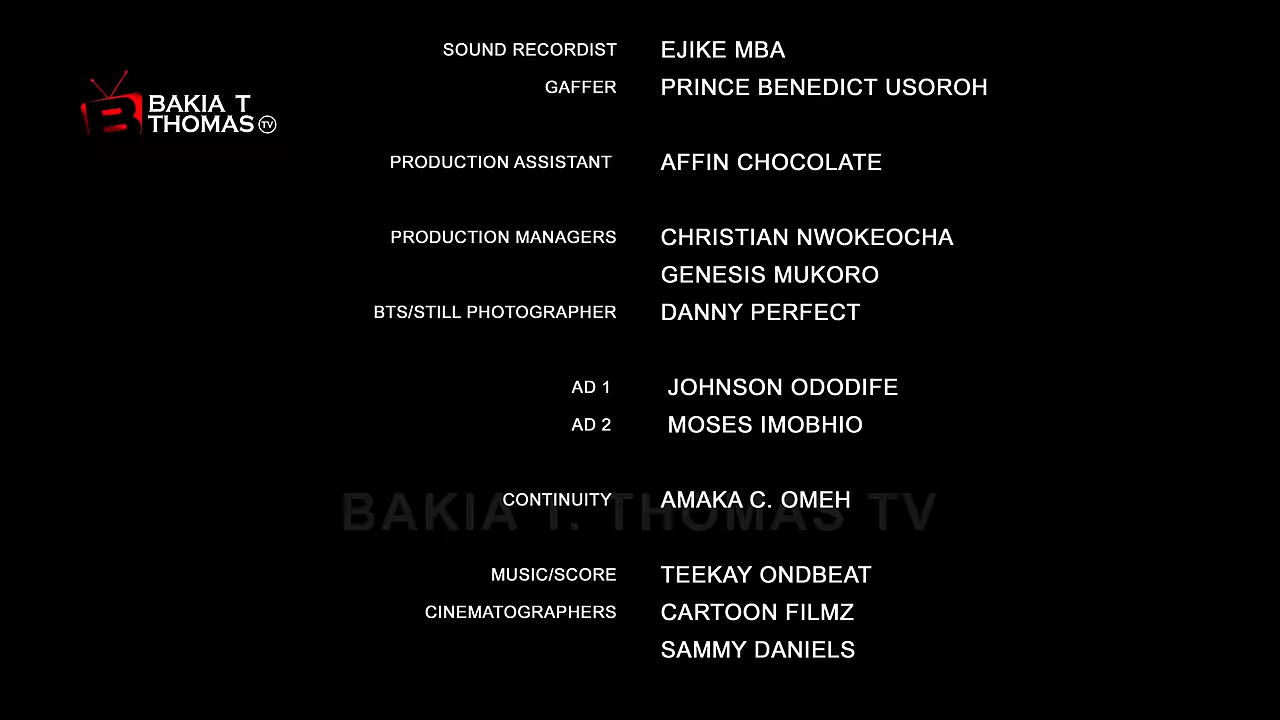 SOUND RECORDIST EJIKE MBA
GAFFER PRINCE BENEDICT USOROH
BAKIA T
THOMAS TV
PRODUCTION ASSISTANT AFFIN CHOCOLATE
PRODUCTION MANAGERS CHRISTIAN NWOKEOCHA
GENESIS MUKORO
BTS/STILL PHOTOGRAPHER DANNY PERFECT
AD 1 JOHNSON ODODIFE
AD 2 MOSES IMOBHIO
CONTINUITY AMAKA C. OMEH
BAKIA T. THOMAS TV
MUSIC/SCORE TEEKAY ONDBEAT
CINEMATOGRAPHERS CARTOON FILMZ
SAMMY DANIELS